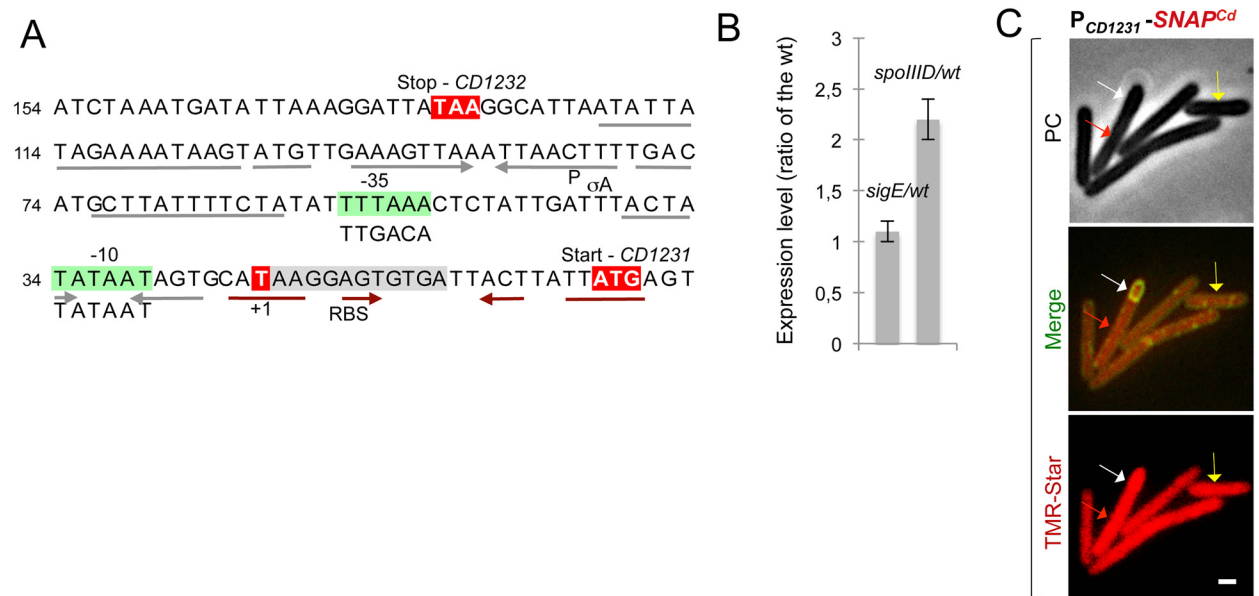 A
Stop - CD1232
154 ATCTAAATGATATTAAAGGATTATAAGGCATTAATATTA
114 TAGAAAATAAGTATGTTGAAAGTTAAATTAACTTTTGAC
-35
P σA
74 ATGCTTATTTTCTATATTTTAAACTCTATTGATTTACTA
TTGACA
-10
Start - CD1231
34 TATAATAGTGCATAAGGAGTGTGATTACTTATTATGAGT
TATAAT
+1
RBS
B
Expression level (ratio of the wt)
3
2,5
2
1,5
1
0,5
0
spoIIID/wt
sigE/wt
C
PCD1231-SNAPCd
PC
Merge
TMR-Star